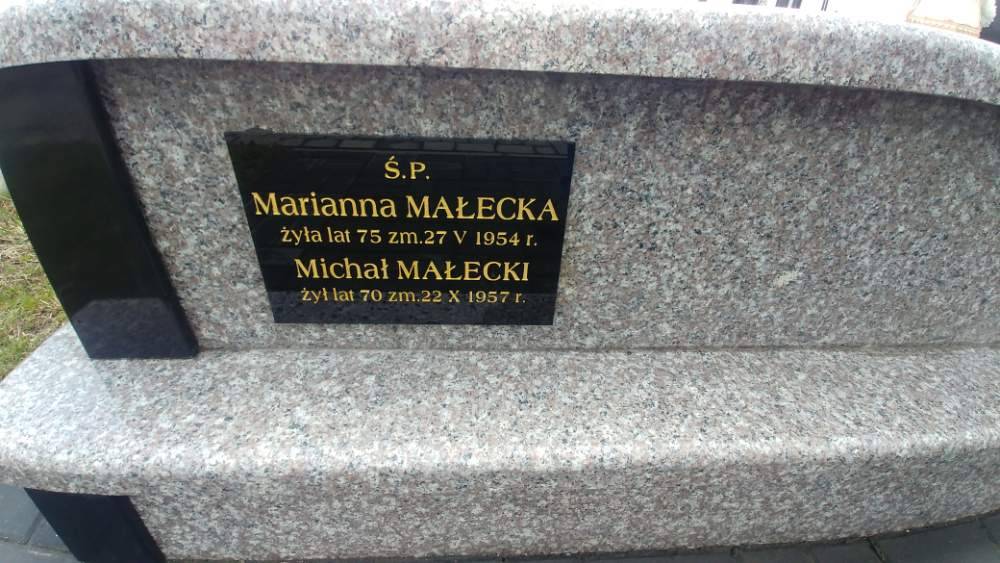 Ś.P.
Marianna MAŁECKA
żyła lat 75 zm.27 V 1954 r.
Michał MAŁECKI
żył lat 70 zm.22 X 1957 r.